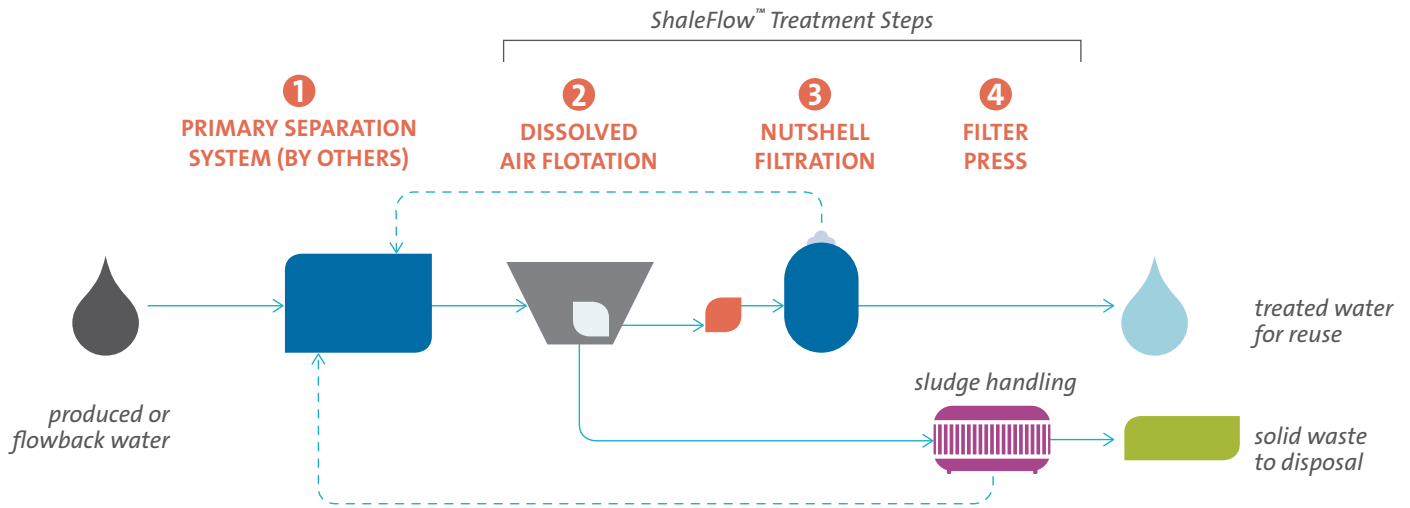 ShaleFlow™ Treatment Steps
1
PRIMARY SEPARATION
SYSTEM (BY OTHERS)
2
DISSOLVED
AIR FLOTATION
3
NUTSHELL
FILTRATION
4
FILTER
PRESS
produced or
flowback water
treated water
for reuse
sludge handling
solid waste
to disposal